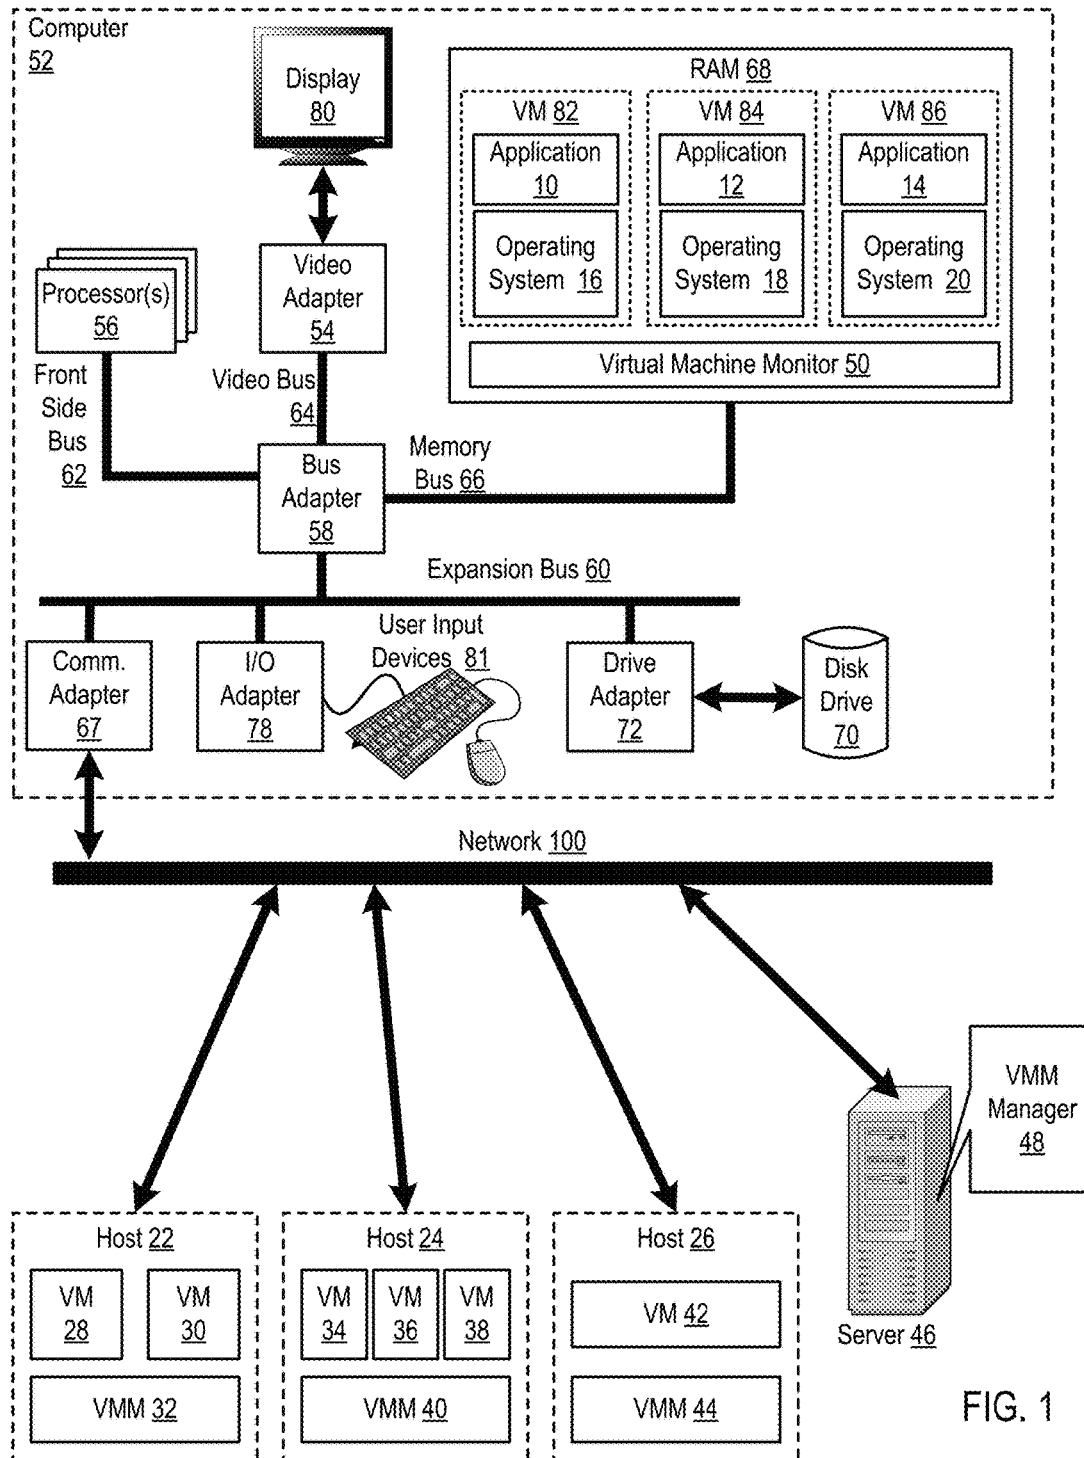 Computer
52
Display
80
RAM 68
VM 82
VM 84
VM 86
Application
10
Application
12
Application
14
Operating
System 16
Operating
System 18
Operating
System 20
Virtual Machine Monitor 50
Processor(s)
56
Video
Adapter
54
Front
Side
Bus
62
Video Bus
64
Bus
Adapter
58
Memory
Bus 66
Expansion Bus 60
Comm.
Adapter
67
I/O
Adapter
78
User Input
Devices 81
Drive
Adapter
72
Disk
Drive
70
Network 100
VMM
Manager
48
Server 46
Host 22
VM
28
VM
30
VMM 32
Host 24
VM
34
VM
36
VM
38
VMM 40
Host 26
VM 42
VMM 44
FIG. 1